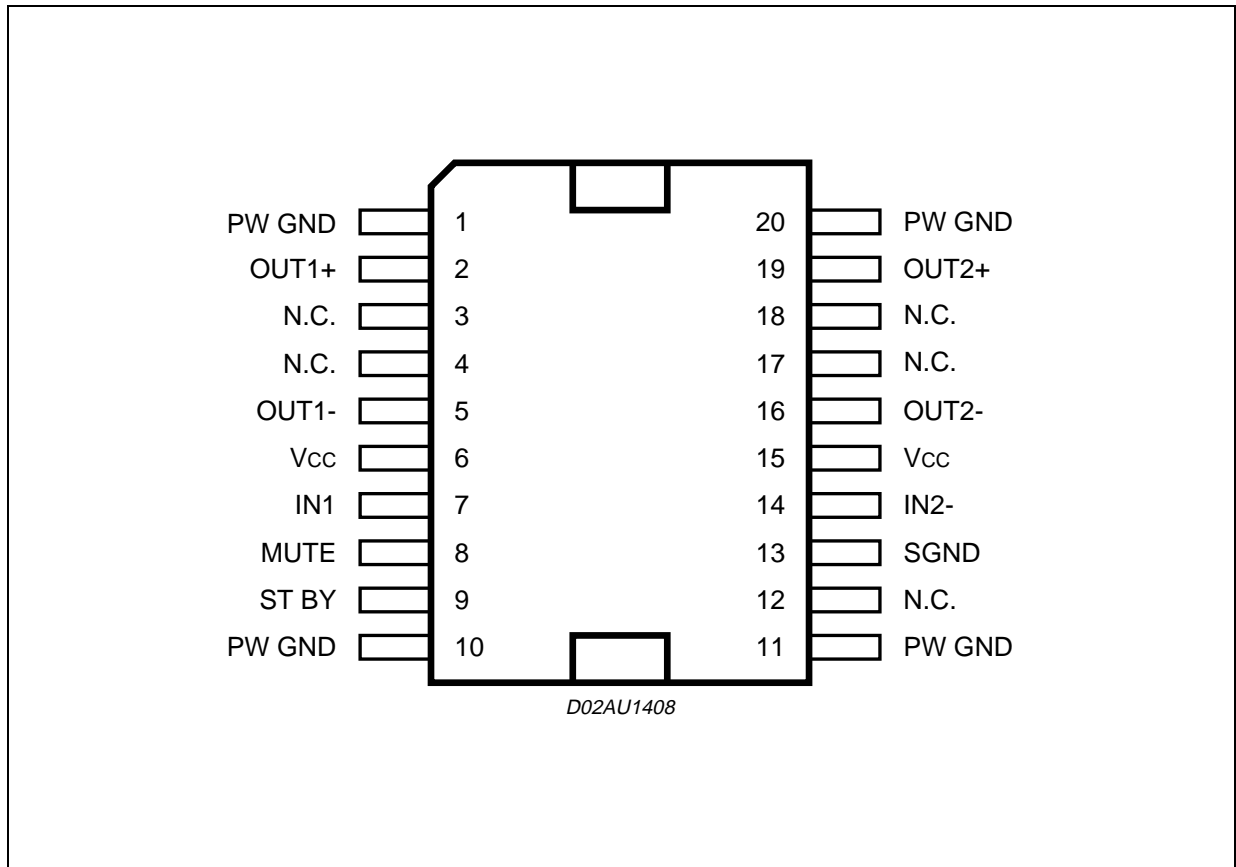 PW GND 1 20 PW GND
OUT1+ 2 19 OUT2+
N.C. 3 18 N.C.
N.C. 4 17 N.C.
OUT1- 5 16 OUT2-
Vcc 6 15 Vcc
IN1 7 14 IN2-
MUTE 8 13 SGND
ST BY 9 12 N.C.
PW GND 10 11 PW GND
D02AU1408